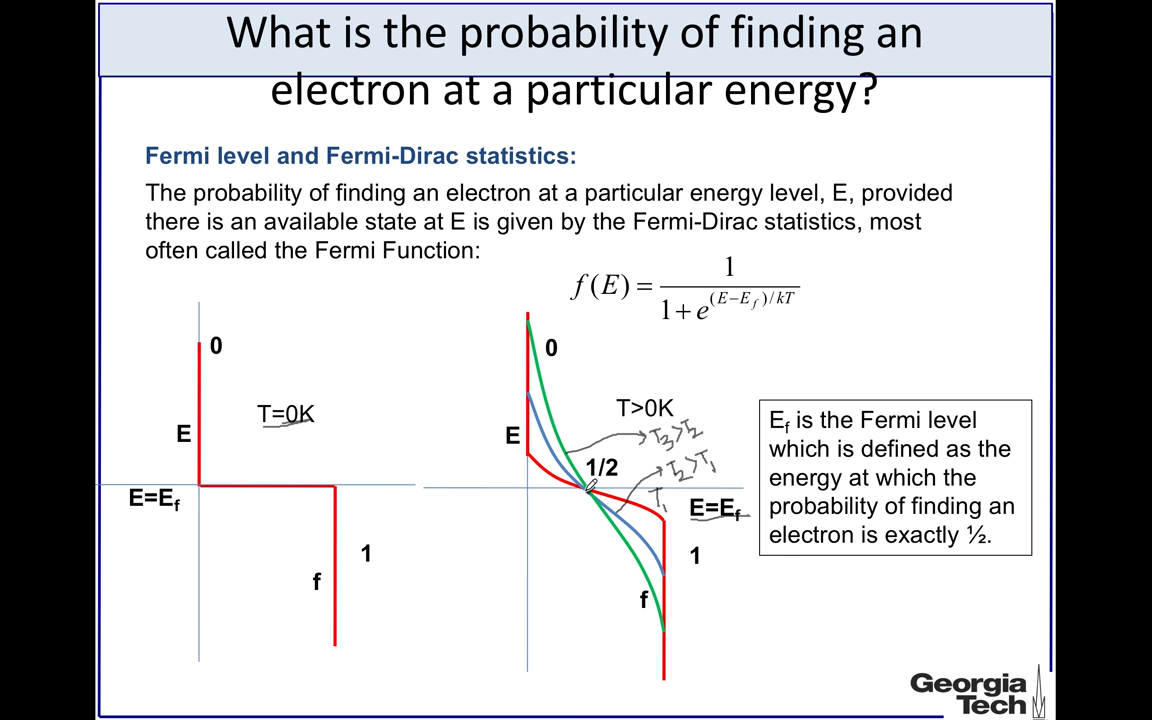 What is the probability of finding an
electron at a particular energy?
Fermi level and Fermi-Dirac statistics:
The probability of finding an electron at a particular energy level, E, provided
there is an available state at E is given by the Fermi-Dirac statistics, most
often called the Fermi Function:
f(E) = 1 / 1 + e^{(E−E_f)/kT}
0
T=0K
E
E=E_f
1
f
0
T>0K
T₃>T₂
E
1/2
T₂>T₁
T₁
E=E_f
1
f
E_f is the Fermi level
which is defined as the
energy at which the
probability of finding an
electron is exactly ½.
Georgia
Tech